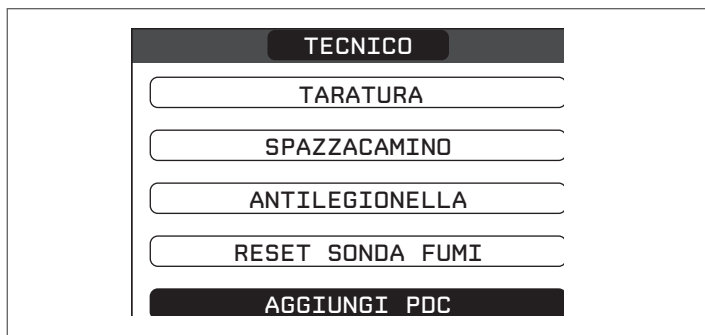 TECNICO
TARATURA
SPAZZACAMINO
ANTILEGIONELLA
RESET SONDA FUMI
AGGIUNGI PDC